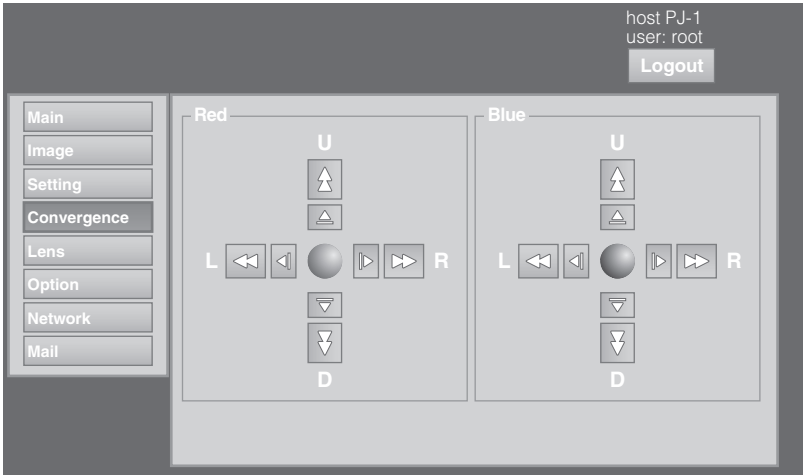 host PJ-1
user: root
Logout
Main
Image
Setting
Convergence
Lens
Option
Network
Mail
Red
U
L
R
D
Blue
U
L
R
D